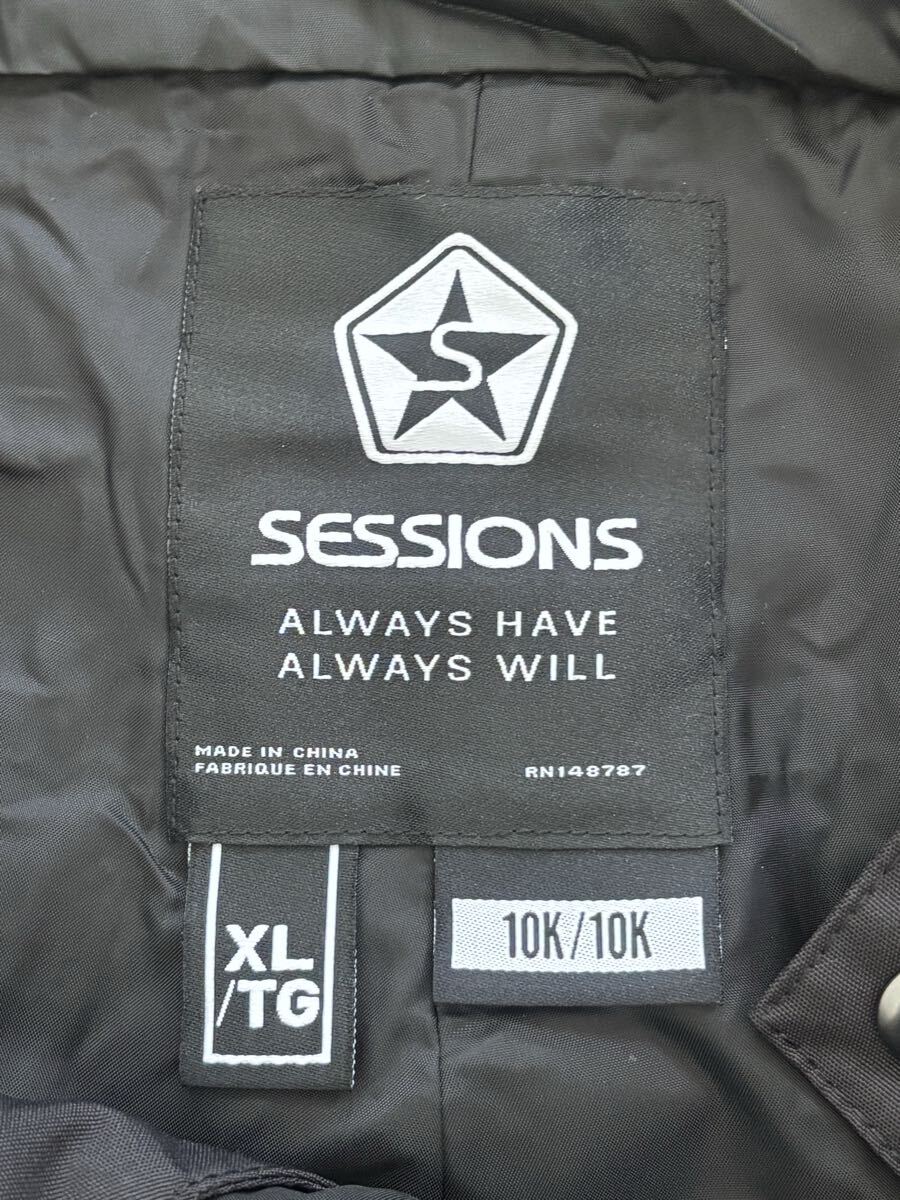 S
SESSIONS
ALWAYS HAVE
ALWAYS WILL
MADE IN CHINA
FABRIQUE EN CHINE
RN148787
XL
/TG
10K/10K